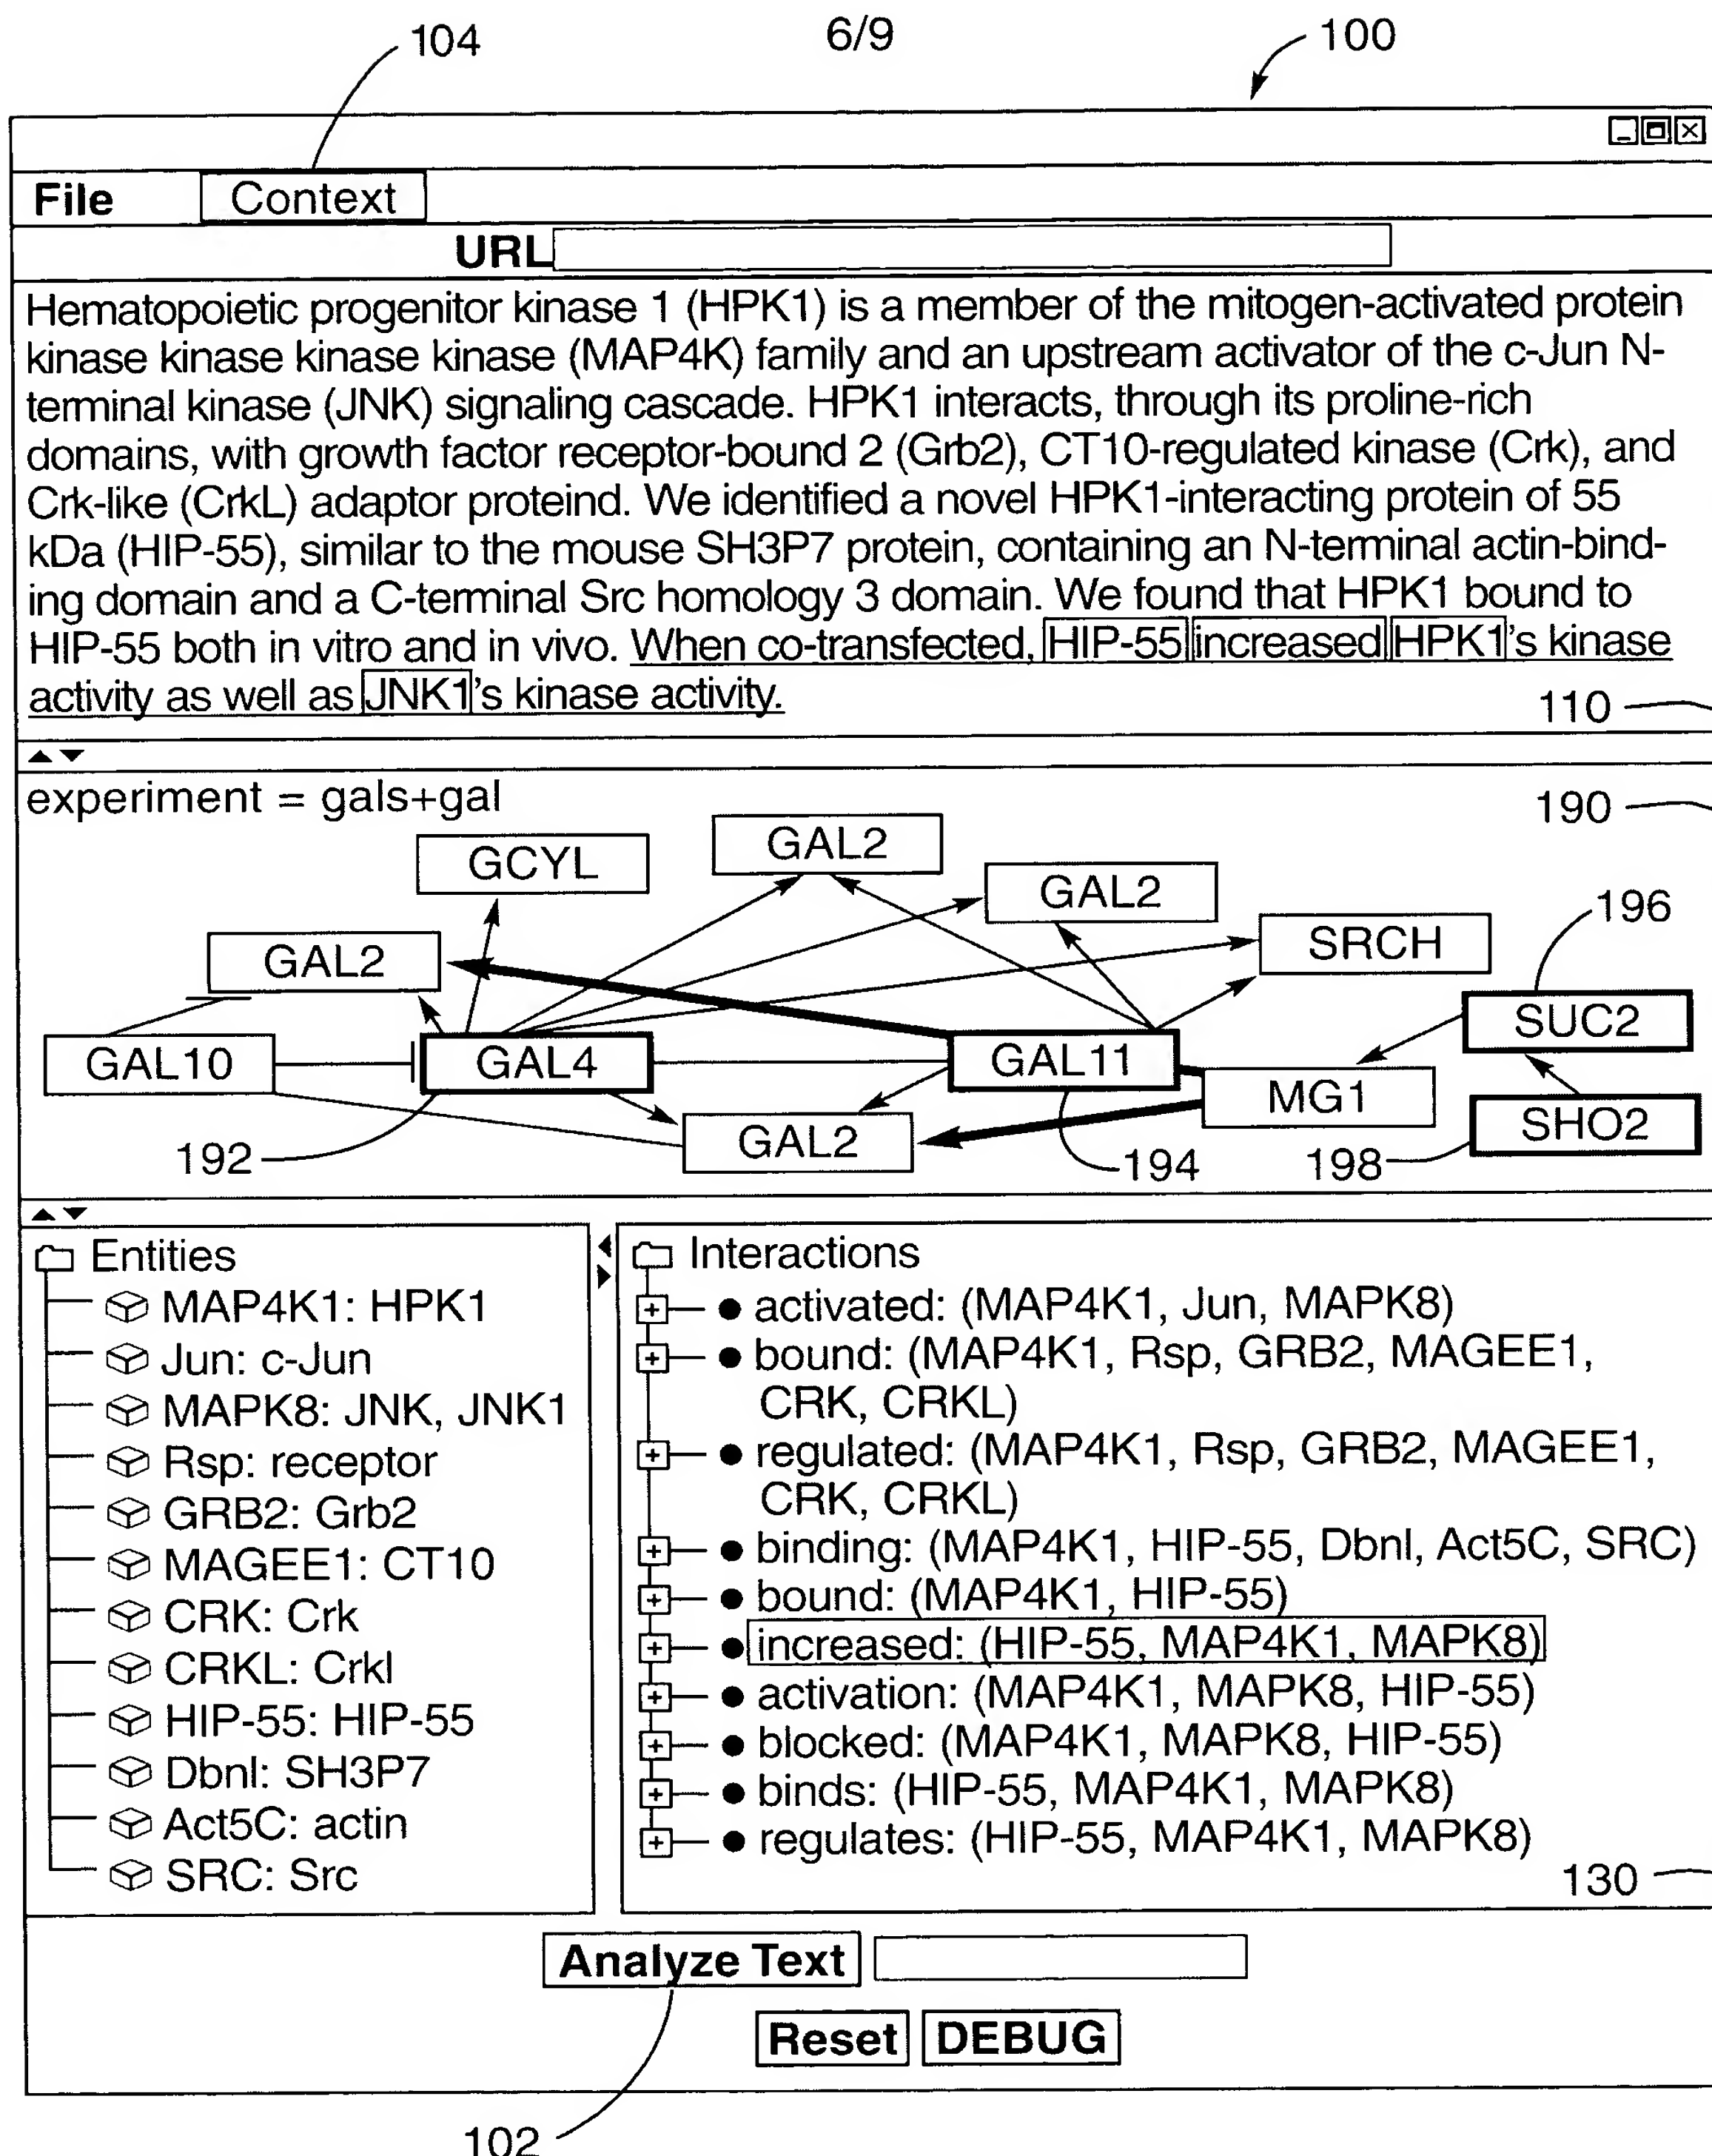 104
6/9
100
File
Context
URL
Hematopoietic progenitor kinase 1 (HPK1) is a member of the mitogen-activated protein
kinase kinase kinase kinase (MAP4K) family and an upstream activator of the c-Jun N-
terminal kinase (JNK) signaling cascade. HPK1 interacts, through its proline-rich
domains, with growth factor receptor-bound 2 (Grb2), CT10-regulated kinase (Crk), and
Crk-like (CrkL) adaptor proteind. We identified a novel HPK1-interacting protein of 55
kDa (HIP-55), similar to the mouse SH3P7 protein, containing an N-terminal actin-bind-
ing domain and a C-terminal Src homology 3 domain. We found that HPK1 bound to
HIP-55 both in vitro and in vivo. When co-transfected, HIP-55 increased HPK1's kinase
activity as well as JNK1's kinase activity.
110
experiment = gals+gal
190
GCYL
GAL2
GAL2
196
GAL2
SRCH
SUC2
GAL10
GAL4
GAL11
MG1
SHO2
GAL2
192
194
198
Entities
MAP4K1: HPK1
Jun: c-Jun
MAPK8: JNK, JNK1
Rsp: receptor
GRB2: Grb2
MAGEE1: CT10
CRK: Crk
CRKL: Crkl
HIP-55: HIP-55
Dbnl: SH3P7
Act5C: actin
SRC: Src
Interactions
activated: (MAP4K1, Jun, MAPK8)
bound: (MAP4K1, Rsp, GRB2, MAGEE1,
CRK, CRKL)
regulated: (MAP4K1, Rsp, GRB2, MAGEE1,
CRK, CRKL)
binding: (MAP4K1, HIP-55, Dbnl, Act5C, SRC)
bound: (MAP4K1, HIP-55)
increased: (HIP-55, MAP4K1, MAPK8)
activation: (MAP4K1, MAPK8, HIP-55)
blocked: (MAP4K1, MAPK8, HIP-55)
binds: (HIP-55, MAP4K1, MAPK8)
regulates: (HIP-55, MAP4K1, MAPK8)
130
Analyze Text
Reset
DEBUG
102